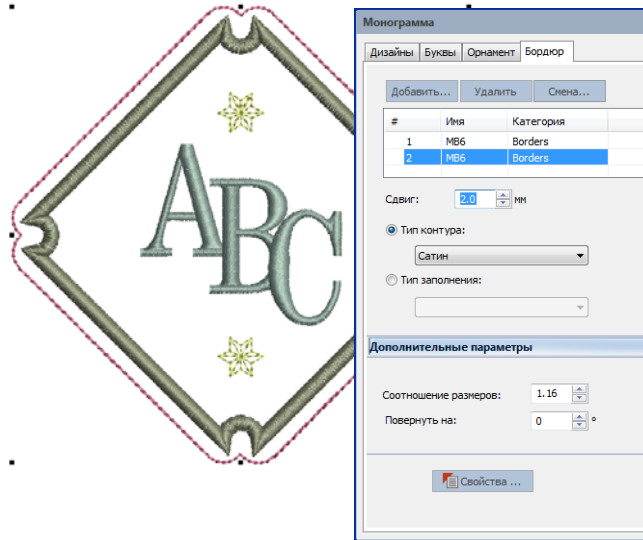 Монограмма
Дизайны Буквы Орнамент Бордюр
Добавить... Удалить Смена...
# Имя Категория
1 MB6 Borders
2 MB6 Borders
Сдвиг: 2.0 мм
Тип контура:
Сатин
Тип заполнения:
Дополнительные параметры
Соотношение размеров: 1.16
Повернуть на: 0 °
Свойства ...
ABC